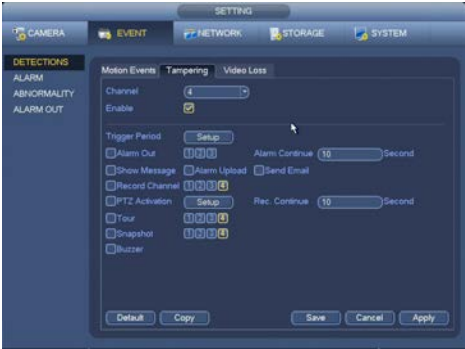 SETTING
CAMERA EVENT NETWORK STORAGE SYSTEM
DETECTIONS
ALARM
ABNORMALITY
ALARM OUT
Motion Events Tampering Video Loss
Channel 4
Enable
Trigger Period Setup
Alarm Out 1 2 3 Alarm Continue 10 Second
Show Message Alarm Upload Send Email
Record Channel 1 2 3 4
PTZ Activation Setup Rec. Continue 10 Second
Tour 1 2 3 4
Snapshot 1 2 3 4
Buzzer
Default Copy Save Cancel Apply